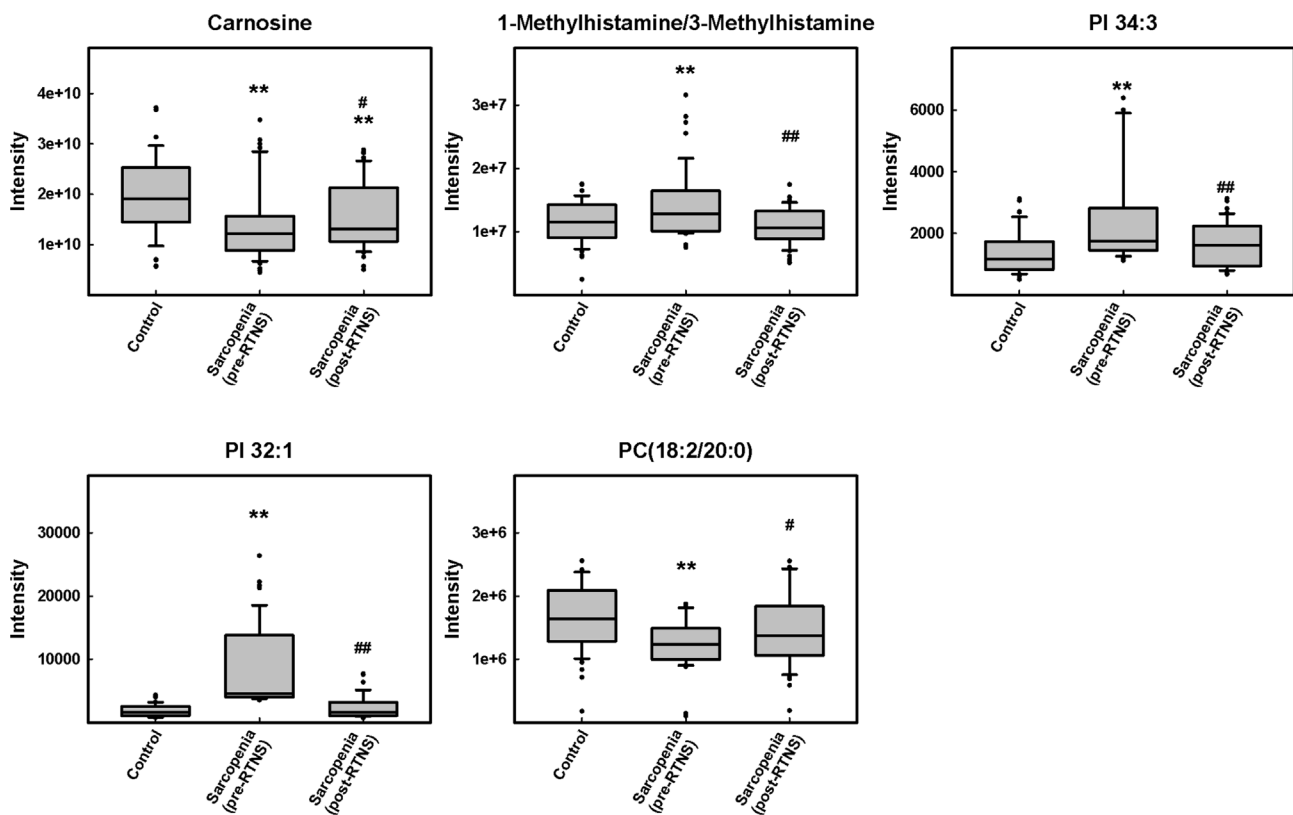 Carnosine
Intensity
4e+10
3e+10
2e+10
1e+10
**
#
**
Control
Sarcopenia
(pre-RTNS)
Sarcopenia
(post-RTNS)
1-Methylhistamine/3-Methylhistamine
Intensity
3e+7
2e+7
1e+7
**
##
Control
Sarcopenia
(pre-RTNS)
Sarcopenia
(post-RTNS)
PI 34:3
Intensity
6000
4000
2000
**
##
Control
Sarcopenia
(pre-RTNS)
Sarcopenia
(post-RTNS)
PI 32:1
Intensity
30000
20000
10000
**
##
Control
Sarcopenia
(pre-RTNS)
Sarcopenia
(post-RTNS)
PC(18:2/20:0)
Intensity
3e+6
2e+6
1e+6
**
#
Control
Sarcopenia
(pre-RTNS)
Sarcopenia
(post-RTNS)